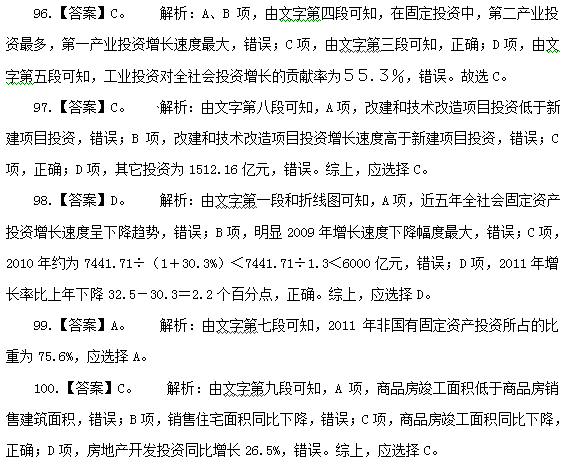 96.【答案】C。 解析：A、B 项，由文字第四段可知，在固定投资中，第二产业投
资最多，第一产业投资增长速度最大，错误；C项，由文字第三段可知，正确；D项，由文
字第五段可知，工业投资对全社会投资增长的贡献率为55.3%，错误。故选 C。
97.【答案】C。 解析：由文字第八段可知，A项，改建和技术改造项目投资低于新
建项目投资，错误；B 项，改建和技术改造项目投资增长速度高于新建项目投资，错误；C
项，正确；D项，其它投资为1512.16亿元，错误。综上，应选择 C。
98.【答案】D。 解析：由文字第一段和折线图可知，A项，近五年全社会固定资产
投资增长速度呈下降趋势，错误；B项，明显 2009 年增长速度下降幅度最大，错误；C项，
2010 年约为 7441.71÷（1＋30.3%）＜7441.71÷1.3＜6000 亿元，错误；D项，2011 年增
长率比上年下降 32.5－30.3＝2.2 个百分点，正确。综上，应选择 D。
99.【答案】A。 解析：由文字第七段可知，2011 年非国有固定资产投资所占的比
重为 75.6%，应选择 A。
100.【答案】C。 解析：由文字第九段可知，A 项，商品房竣工面积低于商品房销
售建筑面积，错误；B项，销售住宅面积同比下降，错误；C项，商品房竣工面积同比下降，
正确；D项，房地产开发投资同比增长 26.5%，错误。综上，应选择 C。